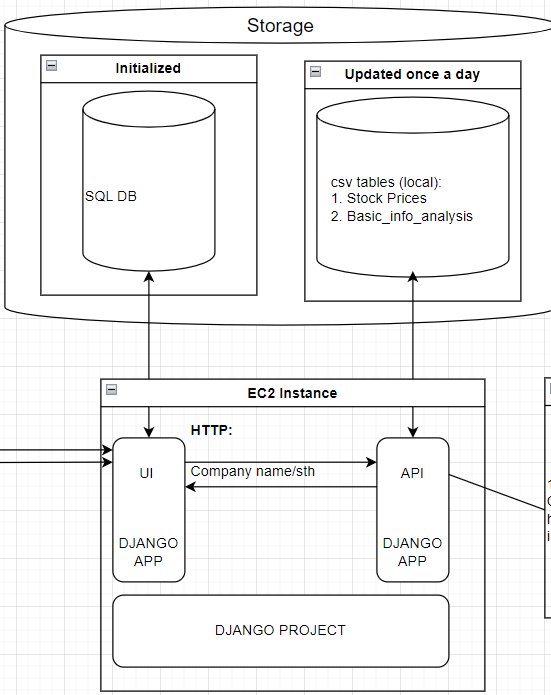 Storage
Initialized
Updated once a day
SQL DB
csv tables (local):
1. Stock Prices
2. Basic_info_analysis
EC2 Instance
HTTP:
UI
Company name/sth
API
DJANGO
APP
DJANGO
APP
DJANGO PROJECT